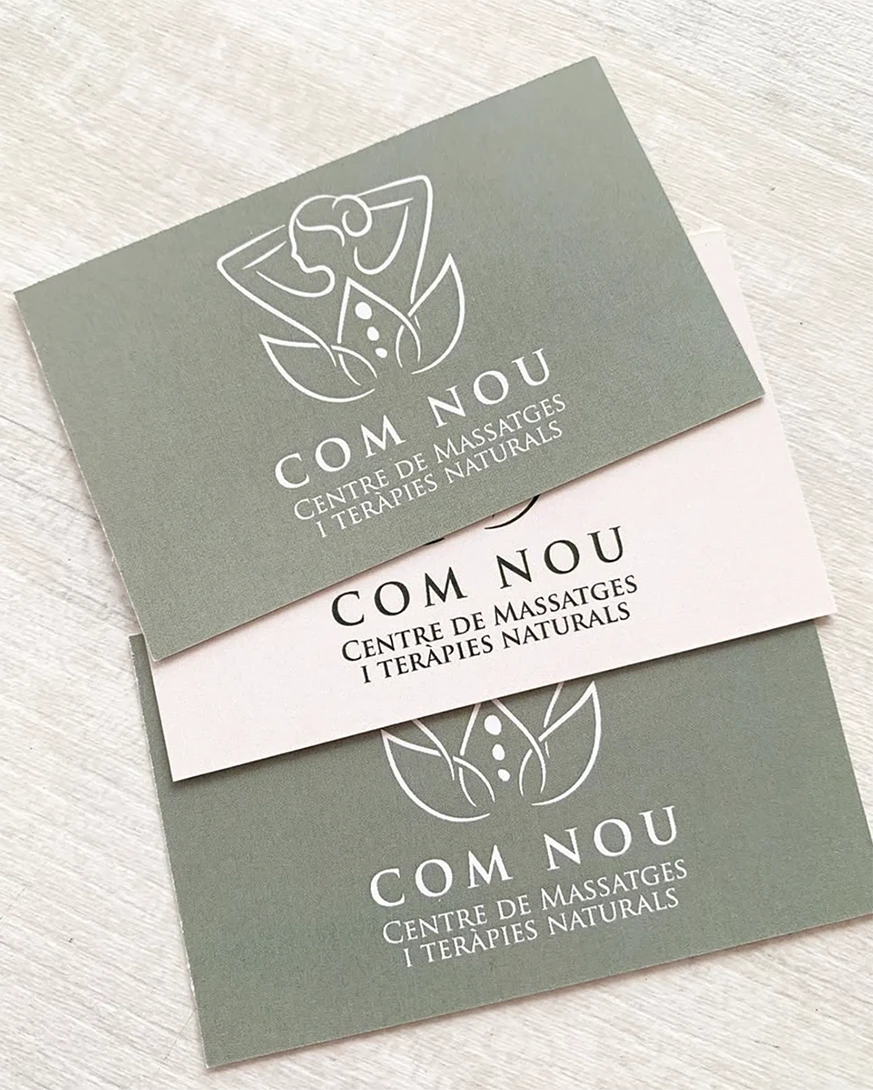 COM NOU
CENTRE DE MASSATGES
I TERÀPIES NATURALS
COM NOU
CENTRE DE MASSATGES
I TERÀPIES NATURALS
COM NOU
CENTRE DE MASSATGES
I TERÀPIES NATURALS